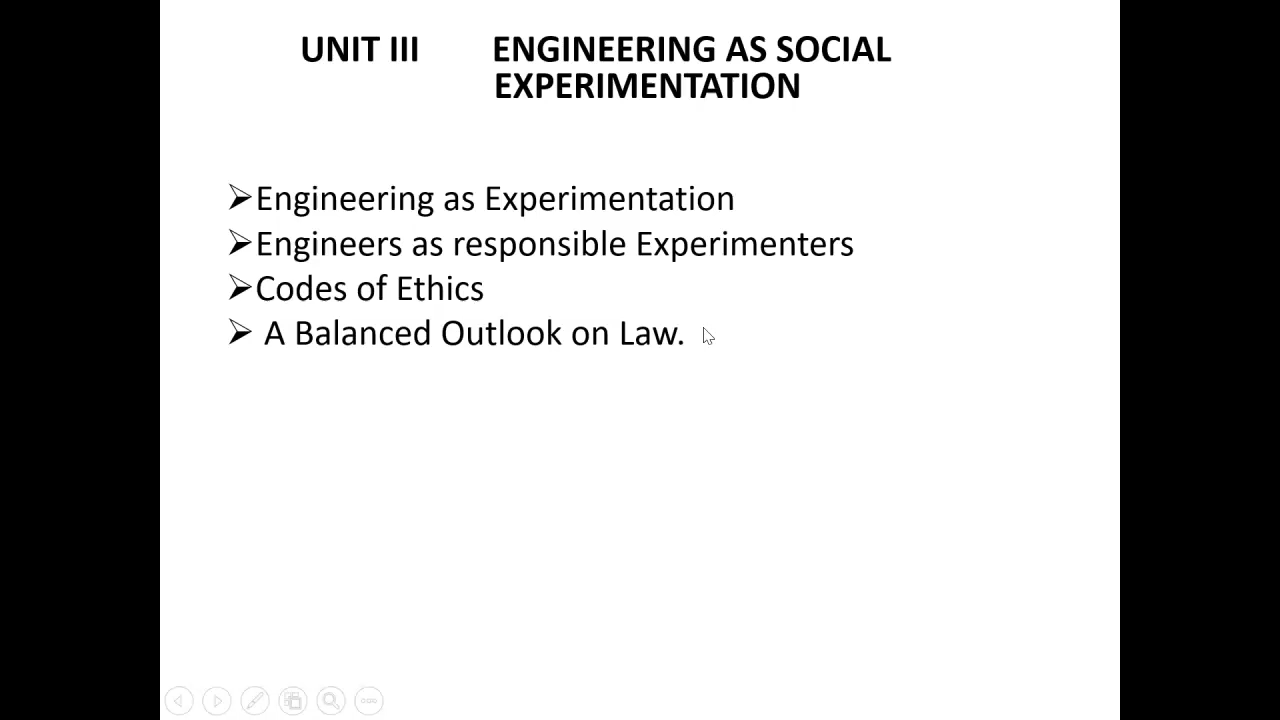 UNIT III ENGINEERING AS SOCIAL
EXPERIMENTATION
➢Engineering as Experimentation
➢Engineers as responsible Experimenters
➢Codes of Ethics
➢ A Balanced Outlook on Law.